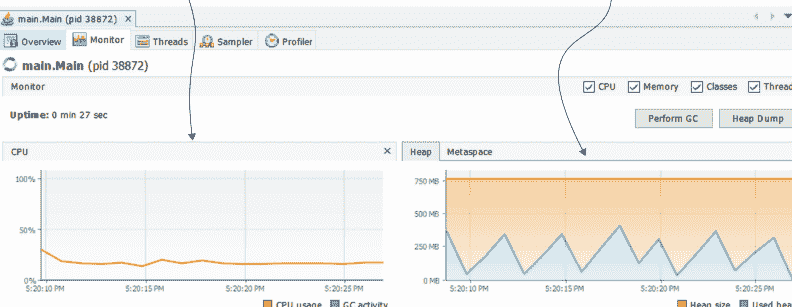 main.Main (pid 38872)
Overview Monitor Threads Sampler Profiler
main.Main (pid 38872)
Monitor CPU Memory Classes Thread
Uptime: 0 min 27 sec
Perform GC Heap Dump
CPU
Heap Metaspace
100%
50%
0%
5:20:10 PM 5:20:15 PM 5:20:20 PM 5:20:25 PM
CPU usage GC activity
750 MB
500 MB
250 MB
0 MB
5:20:10 PM 5:20:15 PM 5:20:20 PM 5:20:25 PM
Heap size Used hea